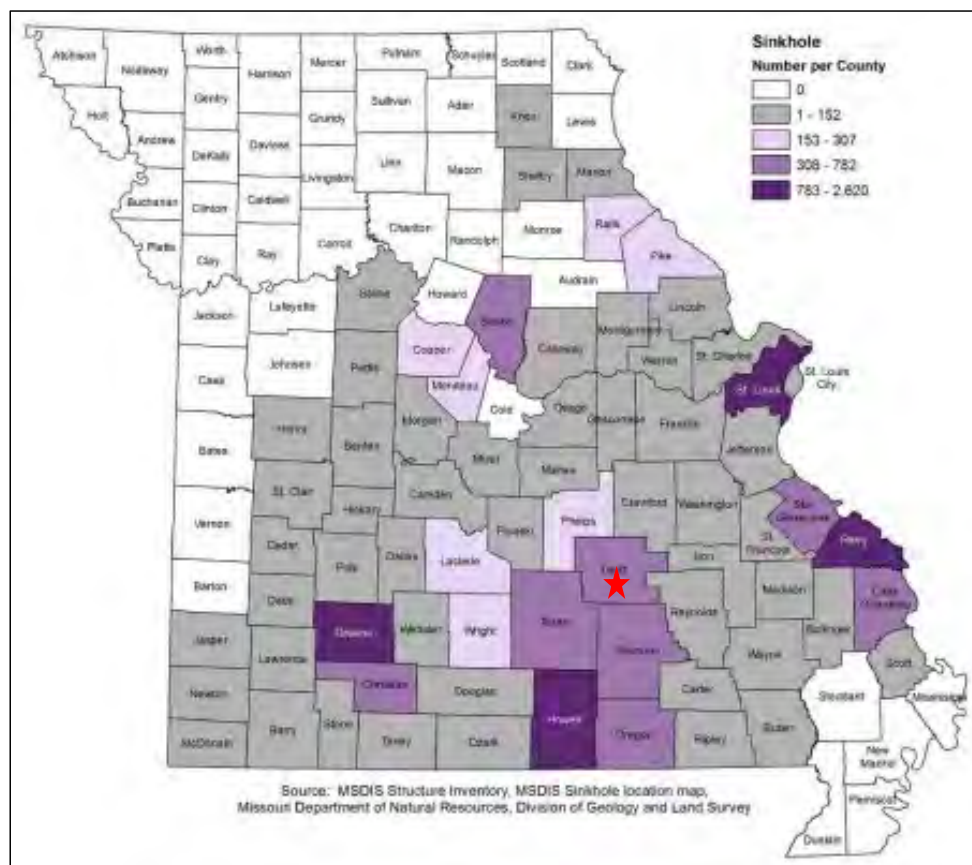 Sinkhole
Number per County
0
1 - 152
153 - 307
308 - 782
783 - 2,620
Atchison
Nodaway
Worth
Harrison
Mercer
Putnam
Schuyler
Scotland
Clark
Holt
Andrew
Gentry
Grundy
Sullivan
Adair
Knox
Lewis
DeKalb
Daviess
Linn
Macon
Shelby
Marion
Buchanan
Clinton
Caldwell
Livingston
Platte
Clay
Ray
Carroll
Chariton
Randolph
Monroe
Ralls
Pike
Audrain
Jackson
Lafayette
Saline
Howard
Boone
Callaway
Montgomery
Lincoln
Warren
St. Charles
St. Louis
St. Louis
City
Cass
Johnson
Pettis
Cooper
Moniteau
Cole
Osage
Gasconade
Franklin
Jefferson
Bates
Henry
Benton
Morgan
Miller
Maries
Crawford
Washington
Vernon
St. Clair
Hickory
Camden
Pulaski
Phelps
Ste.
Genevieve
St.
Francois
Perry
Barton
Cedar
Polk
Dallas
Laclede
Dent
Iron
Madison
Cape
Girardeau
Jasper
Dade
Greene
Webster
Wright
Texas
Shannon
Reynolds
Wayne
Bollinger
Scott
Newton
Lawrence
Christian
Douglas
Howell
Carter
Stoddard
Mississippi
McDonald
Barry
Stone
Taney
Ozark
Oregon
Ripley
Butler
New
Madrid
Pemiscot
Dunklin
Source: MSDIS Structure Inventory, MSDIS Sinkhole location map,
Missouri Department of Natural Resources, Division of Geology and Land Survey